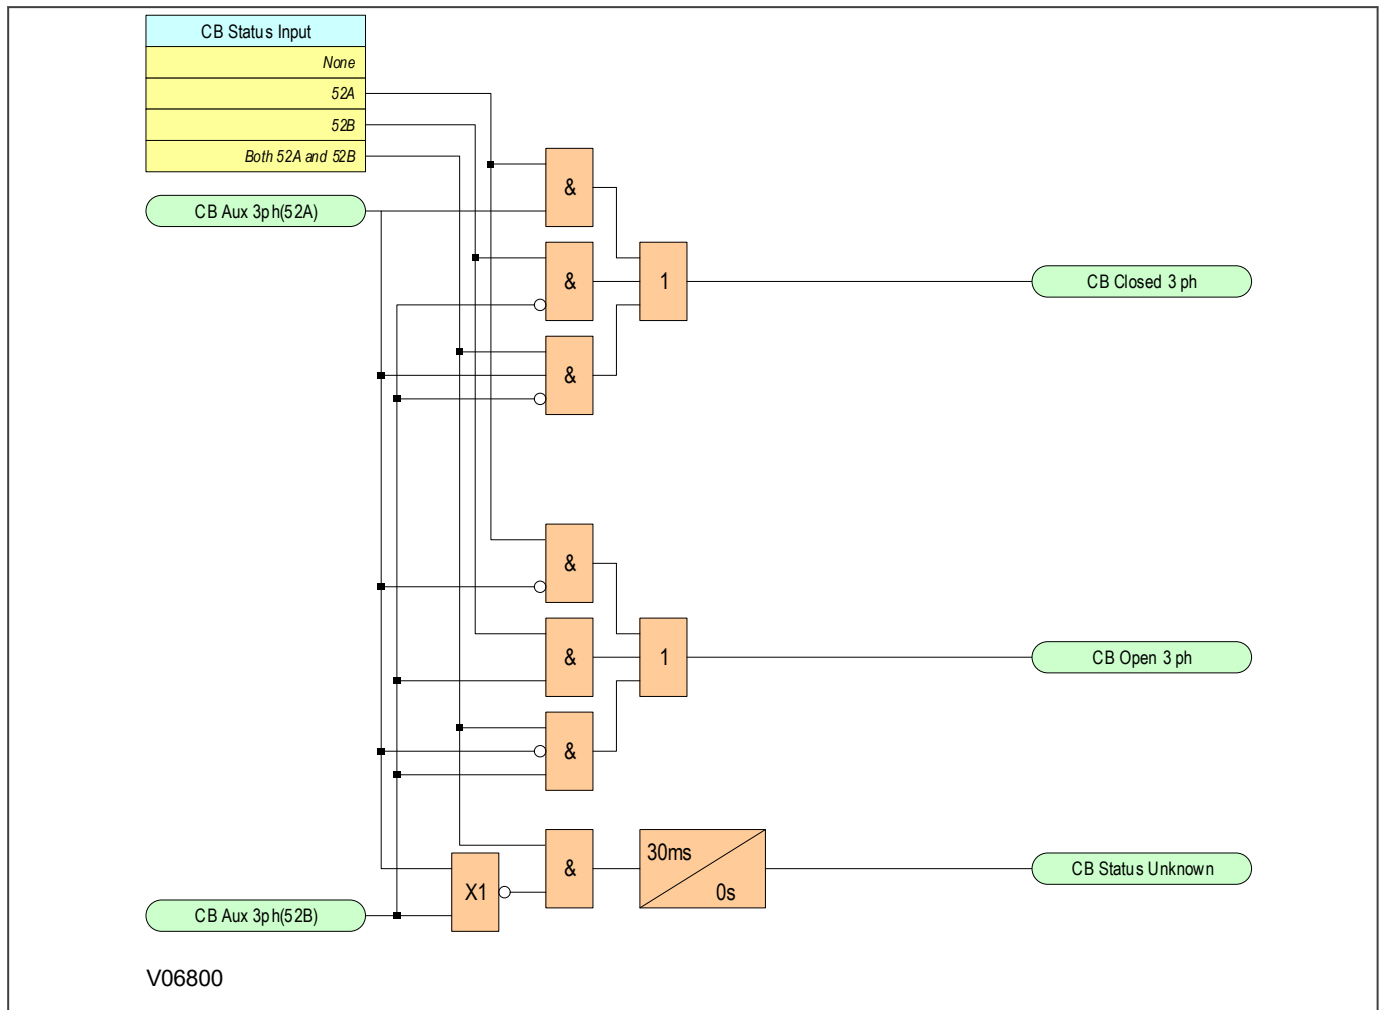 CB Status Input
None
52A
52B
Both 52A and 52B
CB Aux 3ph(52A)
&
&
1
CB Closed 3 ph
&
&
&
1
CB Open 3 ph
&
&
30ms
0s
CB Status Unknown
X1
CB Aux 3ph(52B)
V06800